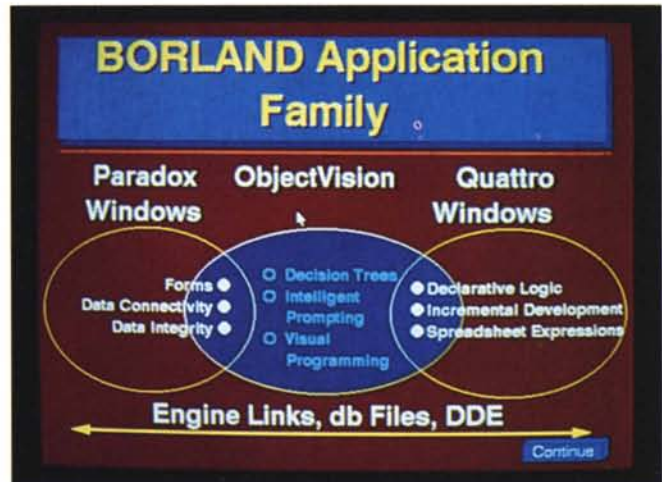 BORLAND Application
Family
Paradox
Windows
ObjectVision
Quattro
Windows
Forms
Data Connectivity
Data Integrity
Decision Trees
Intelligent
Prompting
Visual
Programming
Declarative Logic
Incremental Development
Spreadsheet Expressions
Engine Links, db Files, DDE
Continue